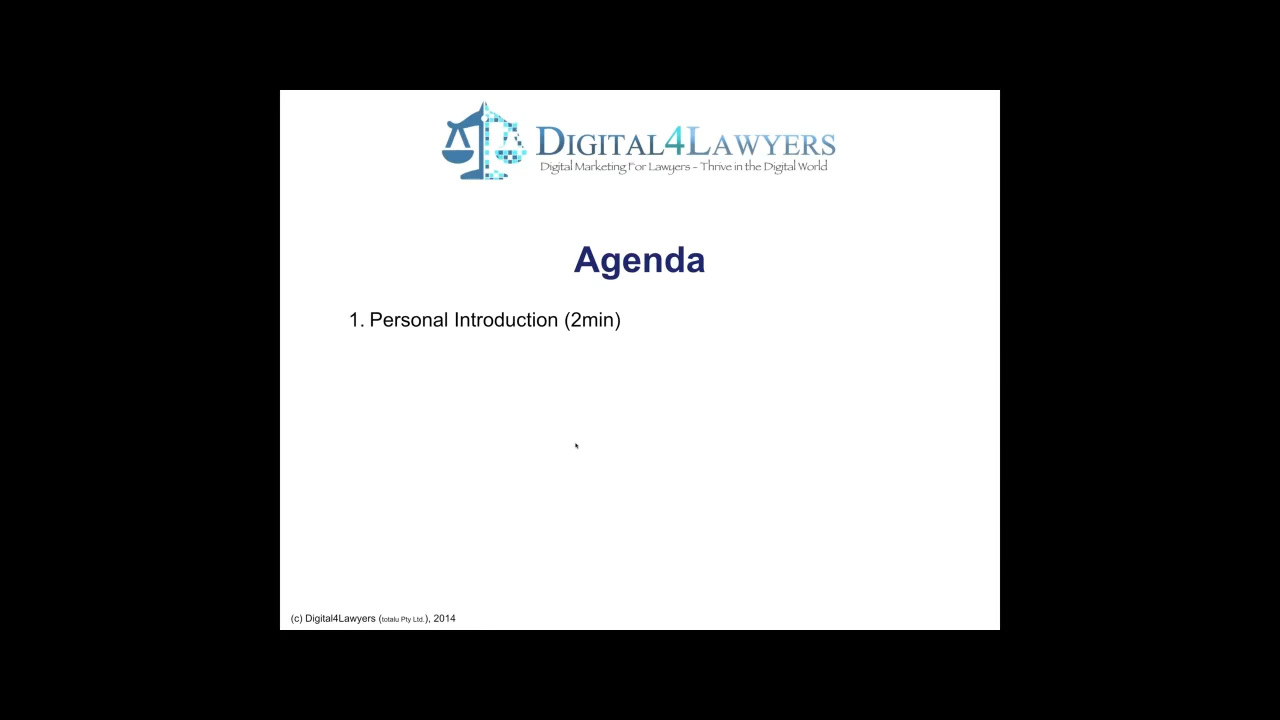 DIGITAL4LAWYERS
Digital Marketing For Lawyers – Thrive in the Digital World
Agenda
1. Personal Introduction (2min)
(c) Digital4Lawyers (totalu Pty Ltd.), 2014